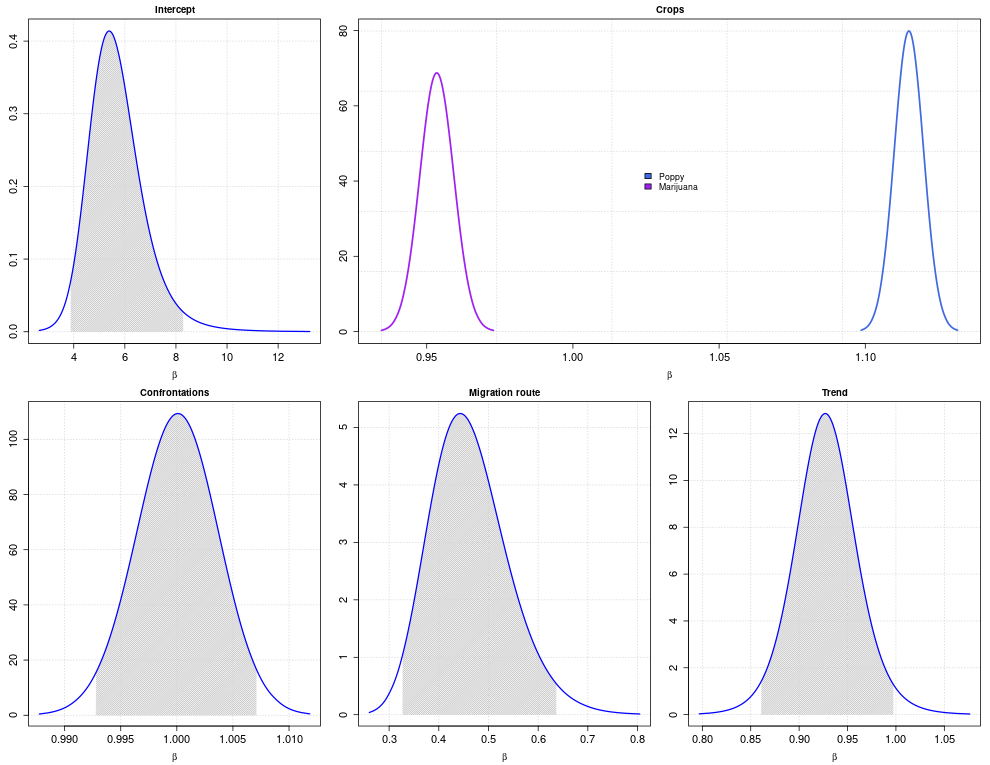 Intercept
0.0 0.1 0.2 0.3 0.4
4 6 8 10 12
β
Crops
0 20 40 60 80
Poppy
Marijuana
0.95 1.00 1.05 1.10
β
Confrontations
0 20 40 60 80 100
0.990 0.995 1.000 1.005 1.010
β
Migration route
0 1 2 3 4 5
0.3 0.4 0.5 0.6 0.7 0.8
β
Trend
0 2 4 6 8 10 12
0.80 0.85 0.90 0.95 1.00 1.05
β